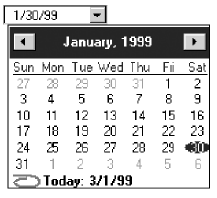 1/30/99
January, 1999
Sun Mon Tue Wed Thu Fri Sat
27 28 29 30 31 1 2
3 4 5 6 7 8 9
10 11 12 13 14 15 16
17 18 19 20 21 22 23
24 25 26 27 28 29 30
31 1 2 3 4 5 6
Today: 3/1/99